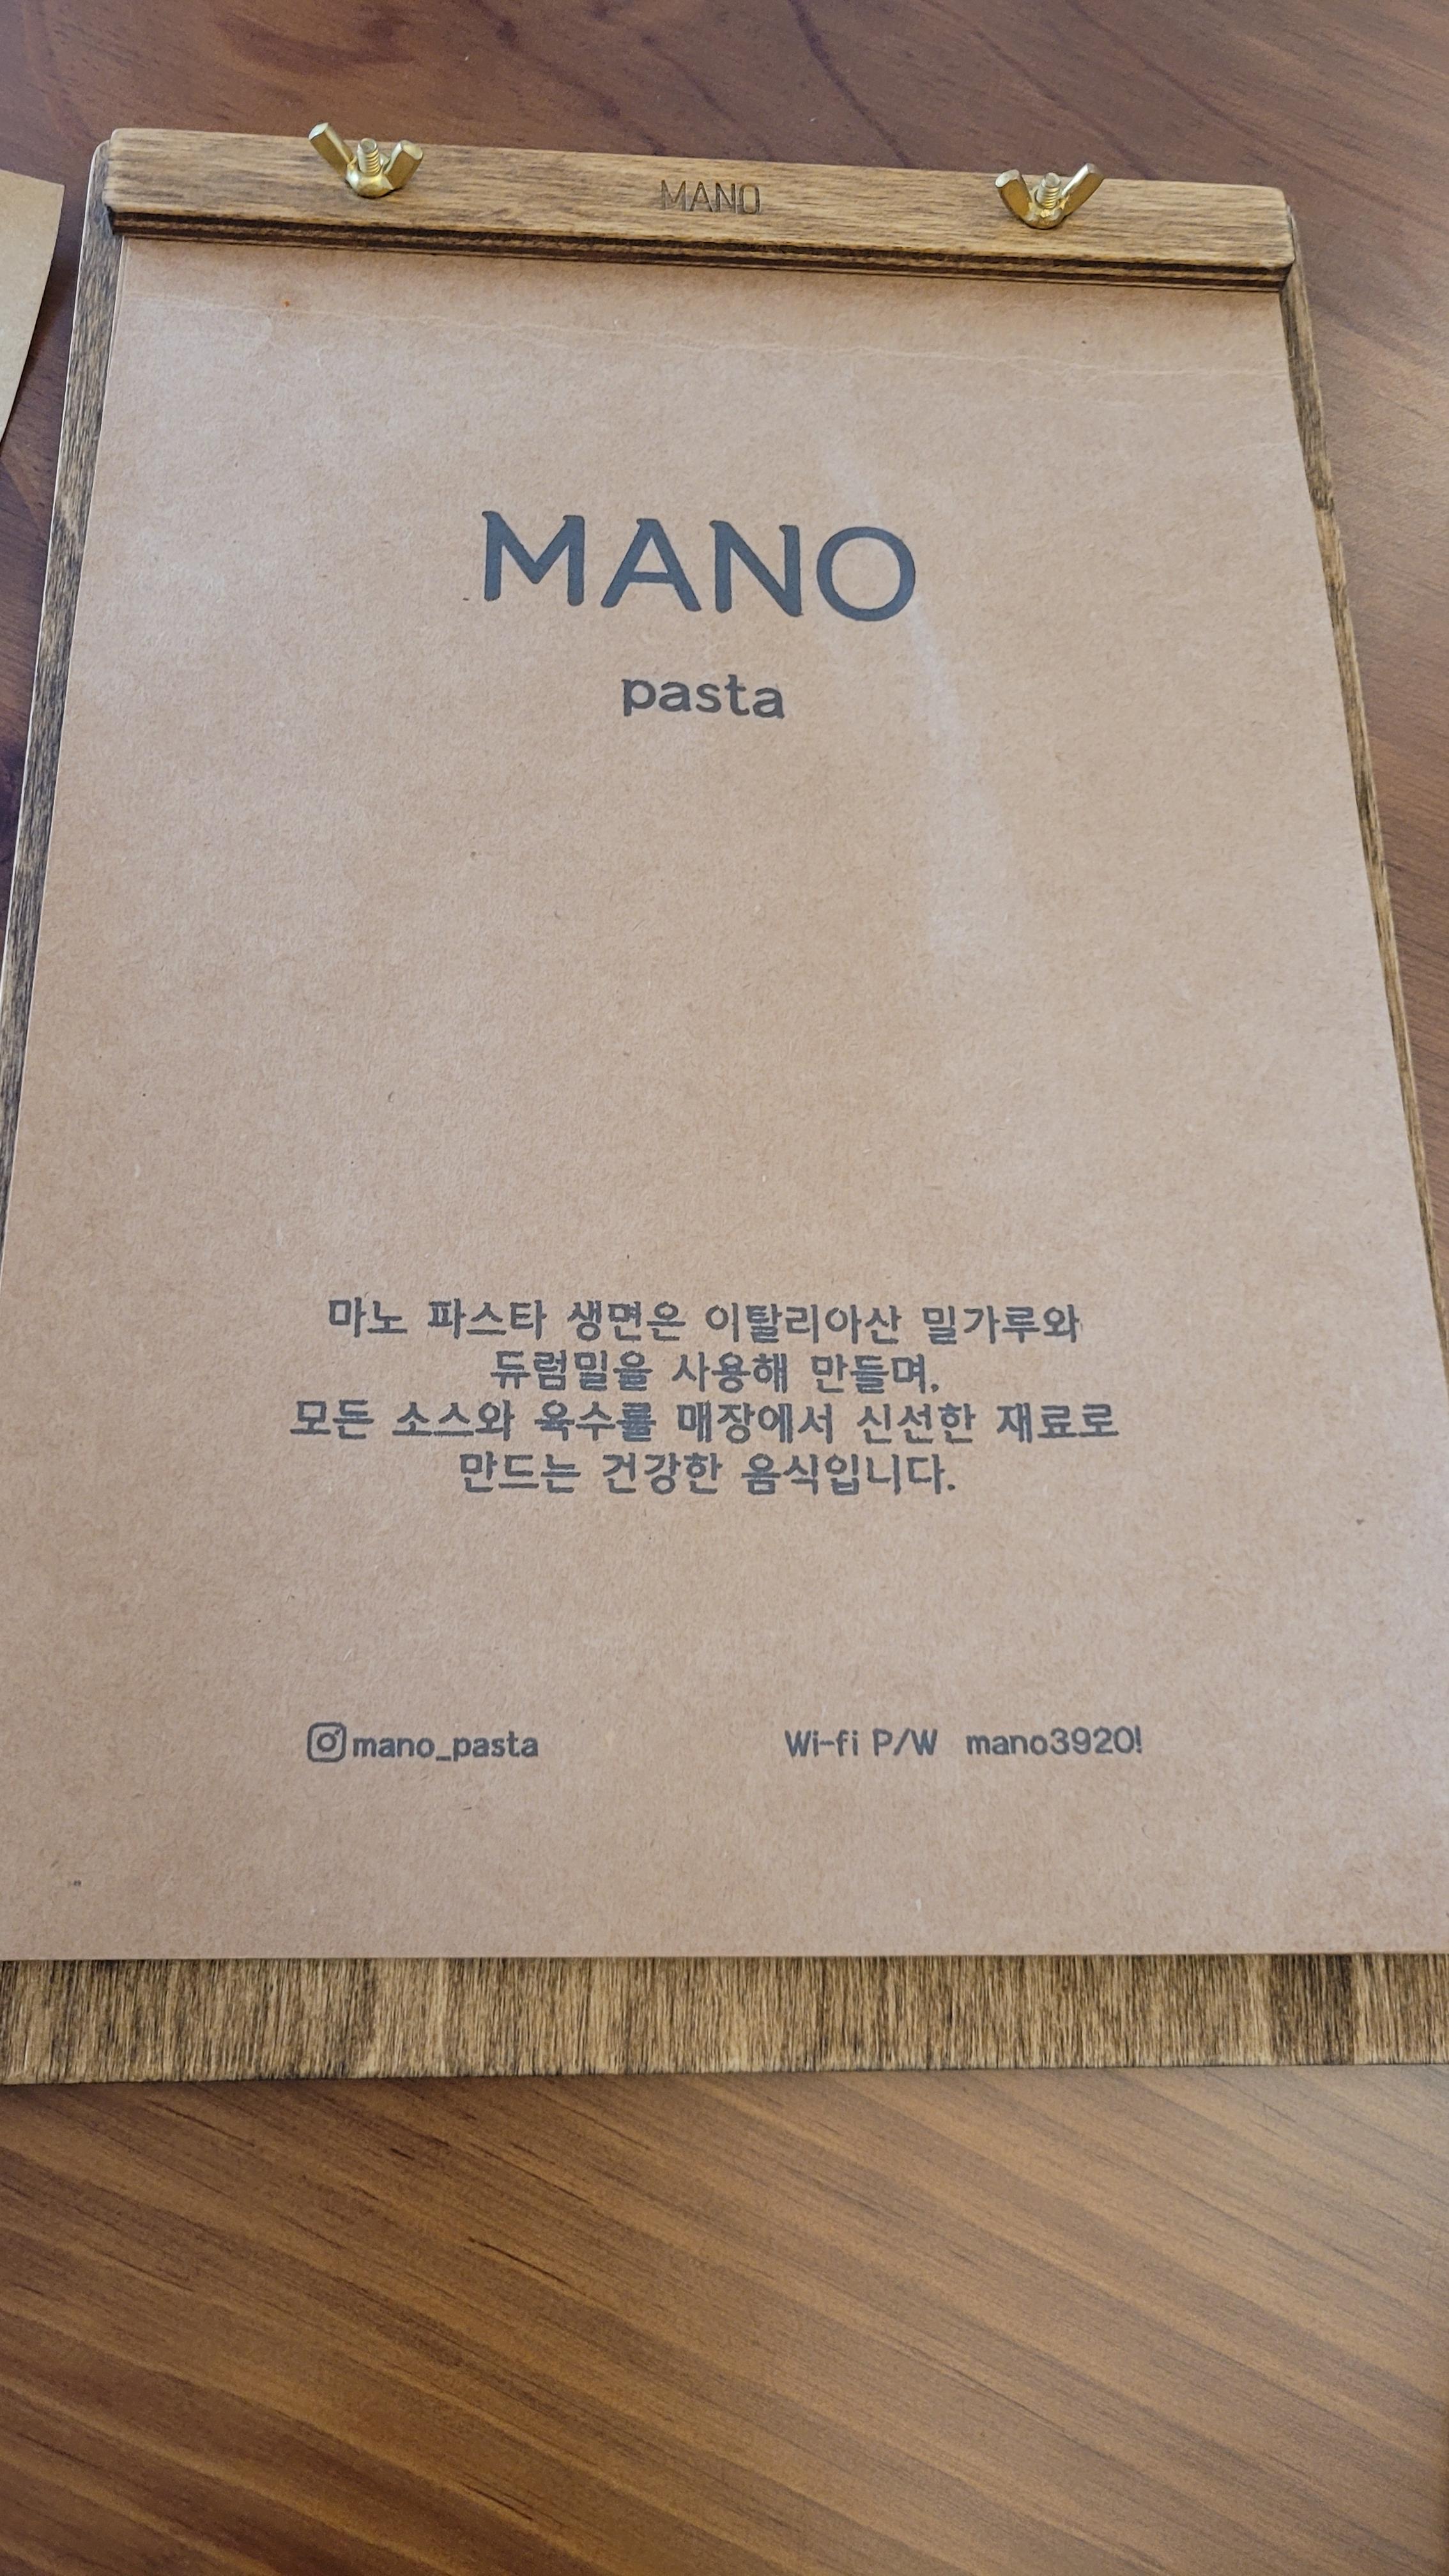 MANO
MANO
pasta
마노 파스타 생면은 이탈리아산 밀가루와
듀럼밀을 사용해 만들며,
모든 소스와 육수를 매장에서 신선한 재료로
만드는 건강한 음식입니다.
mano_pasta
Wi-fi P/W mano3920!